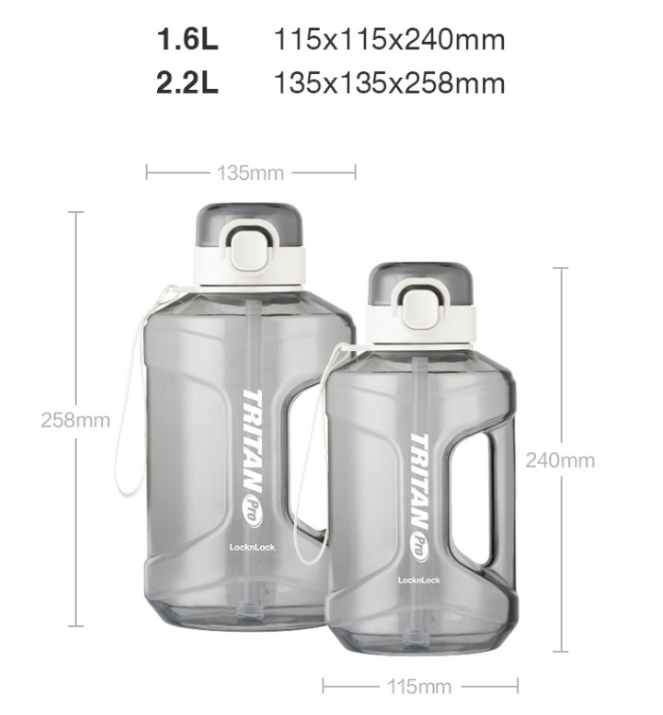 1.6L 115x115x240mm
2.2L 135x135x258mm
135mm
258mm
TRITAN Pro
LocknLock
240mm
TRITAN Pro
LocknLock
115mm